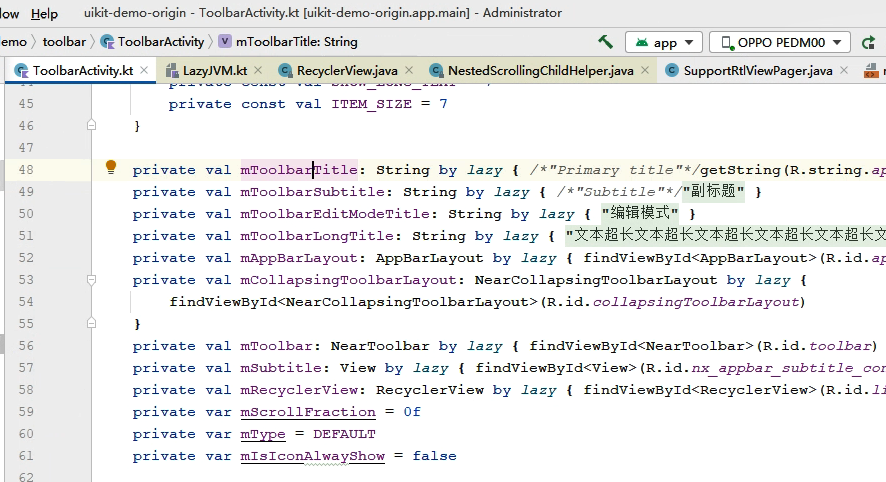 low Help uikit-demo-origin - ToolbarActivity.kt [uikit-demo-origin.app.main] - Administrator
emo toolbar ToolbarActivity mToolbarTitle: String app OPPO PEDM00
ToolbarActivity.kt LazyJVM.kt RecyclerView.java NestedScrollingChildHelper.java SupportRtlViewPager.java
45 private const val ITEM_SIZE = 7
46 }
47
48 private val mToolbarTitle: String by lazy { /*"Primary title"*/getString(R.string.ap
49 private val mToolbarSubtitle: String by lazy { /*"Subtitle"*/"副标题" }
50 private val mToolbarEditModeTitle: String by lazy { "编辑模式" }
51 private val mToolbarLongTitle: String by lazy { "文本超长文本超长文本超长文本超长文本超长文
52 private val mAppBarLayout: AppBarLayout by lazy { findViewById<AppBarLayout>(R.id.ap
53 private val mCollapsingToolbarLayout: NearCollapsingToolbarLayout by lazy {
54 findViewById<NearCollapsingToolbarLayout>(R.id.collapsingToolbarLayout)
55 }
56 private val mToolbar: NearToolbar by lazy { findViewById<NearToolbar>(R.id.toolbar)
57 private val mSubtitle: View by lazy { findViewById<View>(R.id.nx_appbar_subtitle_con
58 private val mRecyclerView: RecyclerView by lazy { findViewById<RecyclerView>(R.id.li
59 private var mScrollFraction = 0f
60 private var mType = DEFAULT
61 private var mIsIconAlwayShow = false
62